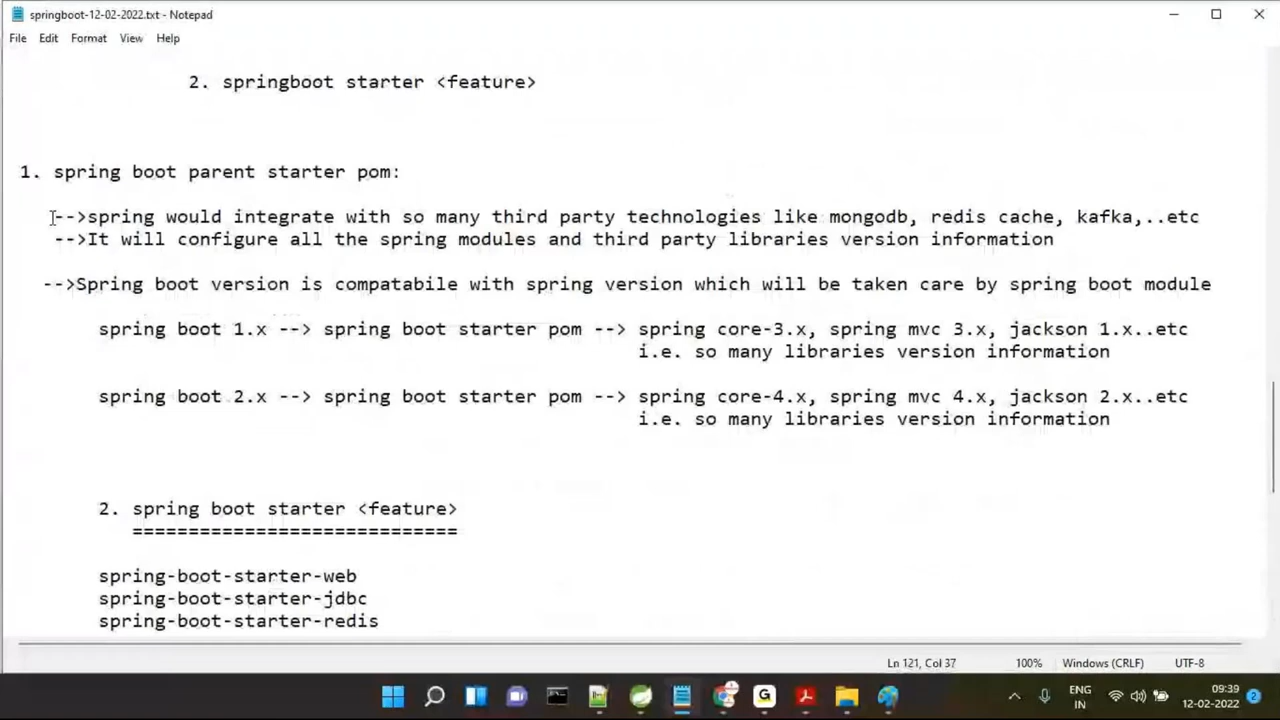 springboot-12-02-2022.txt - Notepad
File Edit Format View Help
2. springboot starter <feature>
1. spring boot parent starter pom:
-->spring would integrate with so many third party technologies like mongodb, redis cache, kafka,..etc
-->It will configure all the spring modules and third party libraries version information
-->Spring boot version is compatabile with spring version which will be taken care by spring boot module
spring boot 1.x --> spring boot starter pom --> spring core-3.x, spring mvc 3.x, jackson 1.x..etc
i.e. so many libraries version information
spring boot 2.x --> spring boot starter pom --> spring core-4.x, spring mvc 4.x, jackson 2.x..etc
i.e. so many libraries version information
2. spring boot starter <feature>
=============================
spring-boot-starter-web
spring-boot-starter-jdbc
spring-boot-starter-redis
Ln 121, Col 37 100% Windows (CRLF) UTF-8
G
ENG
IN
09:39
12-02-2022
2